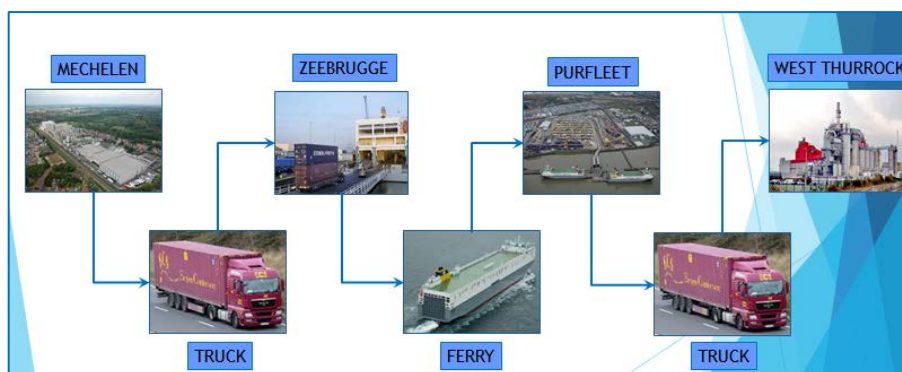 MECHELEN
ZEEBRUGGE
PURFLEET
WEST THURROCK
TRUCK
FERRY
TRUCK